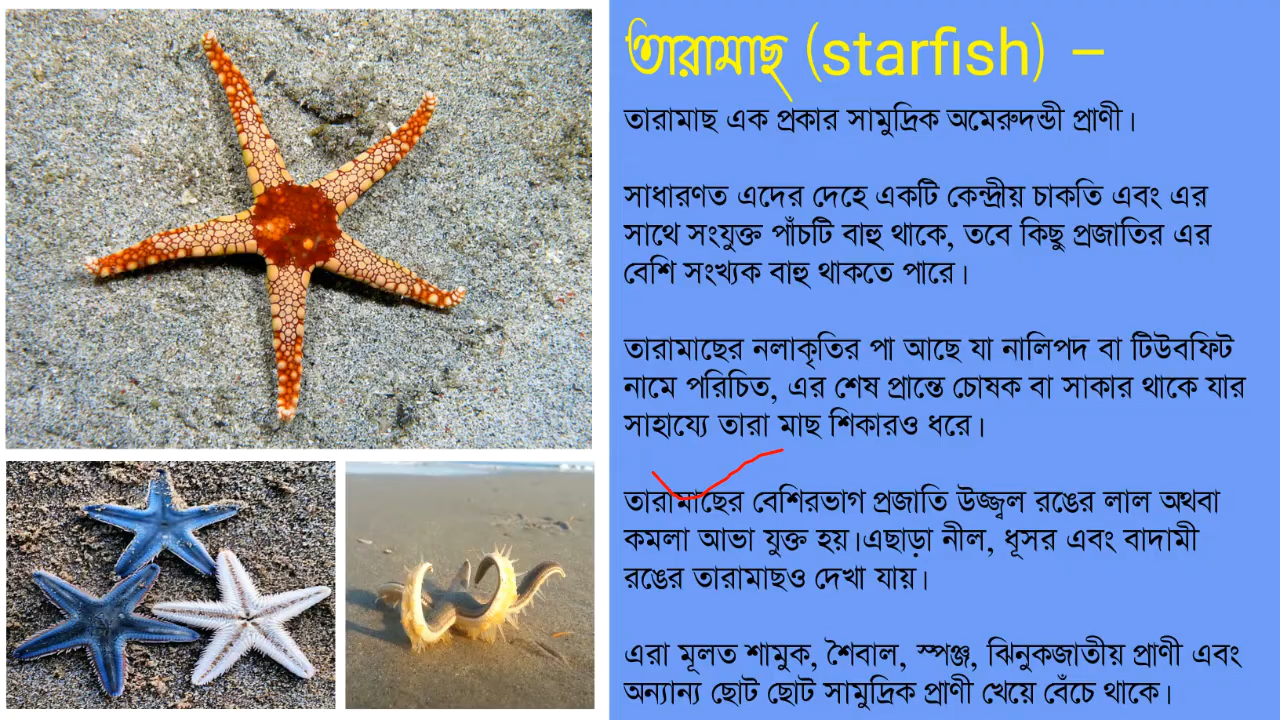 তারামাছ (starfish) –
তারামাছ এক প্রকার সামুদ্রিক অমেরুদন্ডী প্রাণী।
সাধারণত এদের দেহে একটি কেন্দ্রীয় চাকতি এবং এর
সাথে সংযুক্ত পাঁচটি বাহু থাকে, তবে কিছু প্রজাতির এর
বেশি সংখ্যক বাহু থাকতে পারে।
তারামাছের নলাকৃতির পা আছে যা নালিপদ বা টিউবফিট
নামে পরিচিত, এর শেষ প্রান্তে চোষক বা সাকার থাকে যার
সাহায্যে তারা মাছ শিকারও ধরে।
তারামাছের বেশিরভাগ প্রজাতি উজ্জ্বল রঙের লাল অথবা
কমলা আভা যুক্ত হয়।এছাড়া নীল, ধূসর এবং বাদামী
রঙের তারামাছও দেখা যায়।
এরা মূলত শামুক, শৈবাল, স্পঞ্জ, ঝিনুকজাতীয় প্রাণী এবং
অন্যান্য ছোট ছোট সামুদ্রিক প্রাণী খেয়ে বেঁচে থাকে।